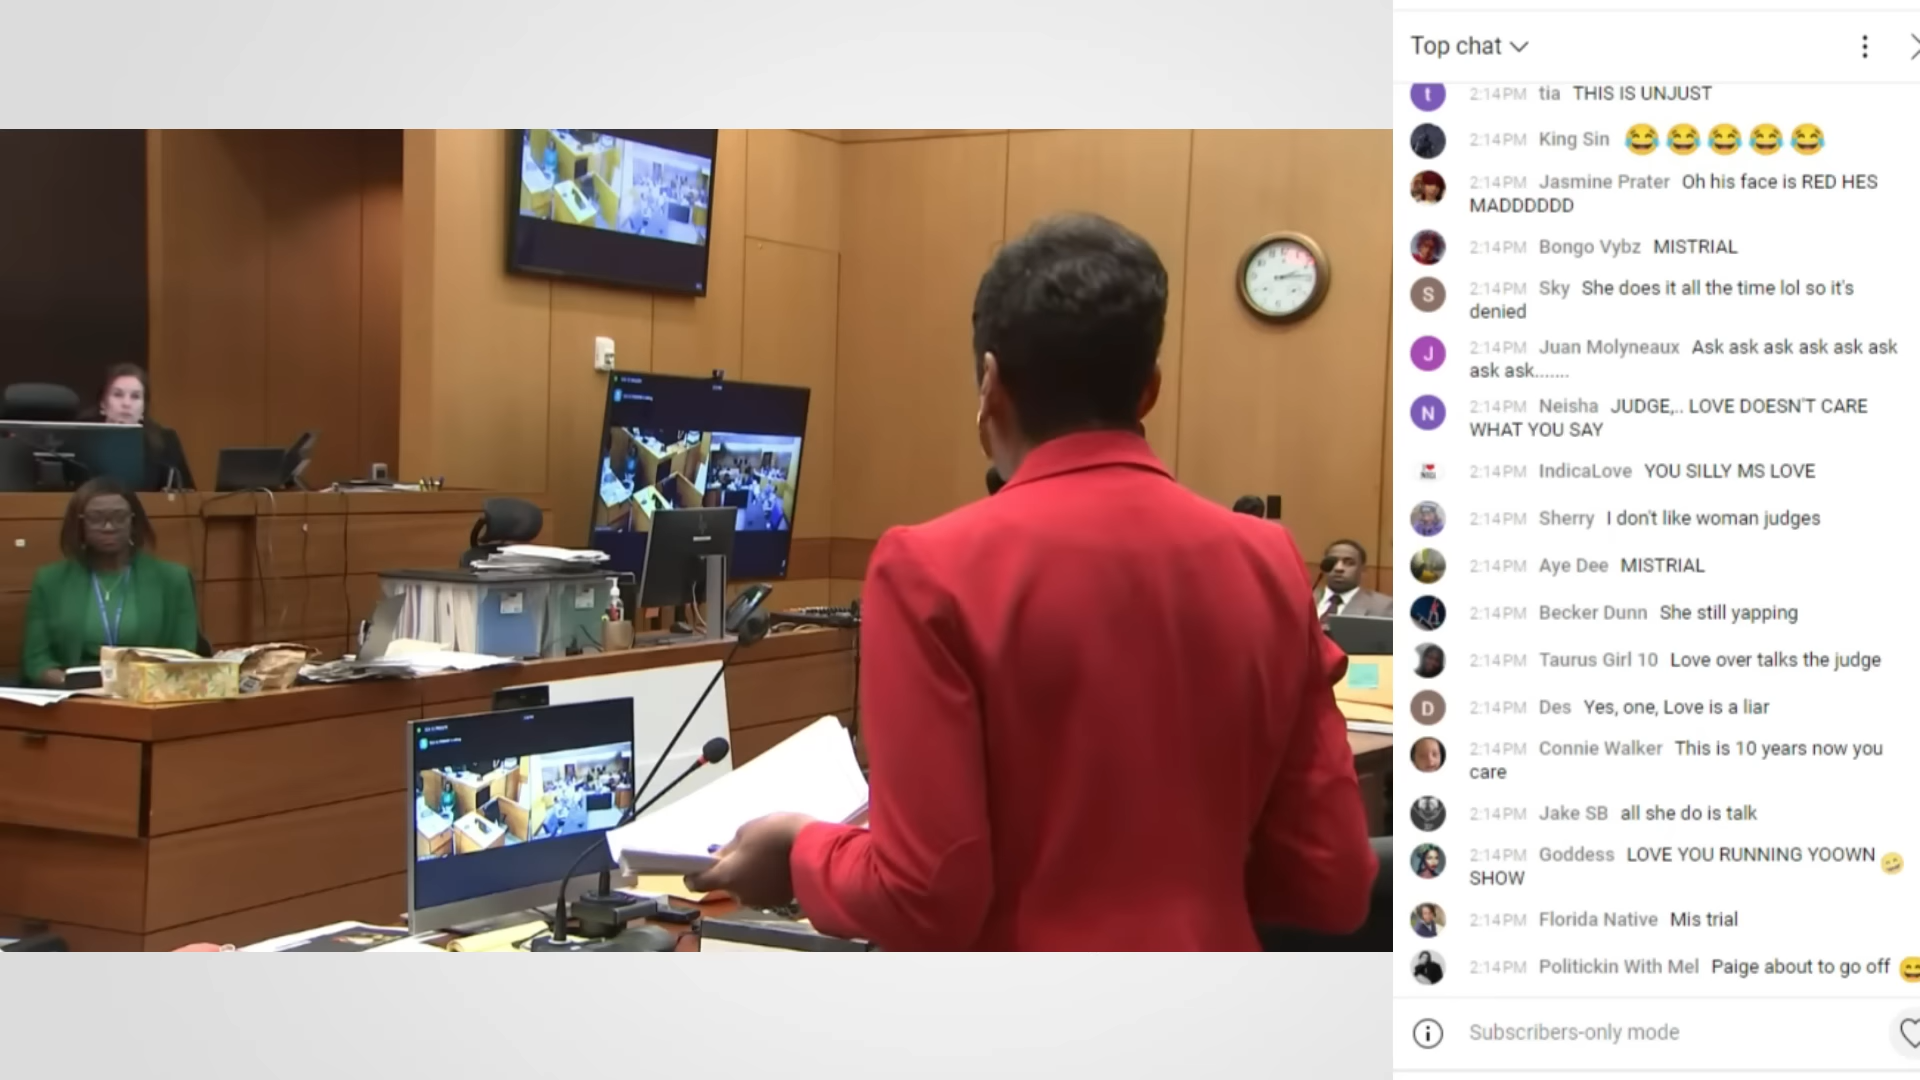 Top chat
t 2:14PM tia THIS IS UNJUST
2:14PM King Sin 😂😂😂😂😂
2:14PM Jasmine Prater Oh his face is RED HES
MADDDDDD
2:14PM Bongo Vybz MISTRIAL
S 2:14PM Sky She does it all the time lol so it's
denied
J 2:14PM Juan Molyneaux Ask ask ask ask ask ask
ask ask.......
N 2:14PM Neisha JUDGE,.. LOVE DOESN'T CARE
WHAT YOU SAY
2:14PM IndicaLove YOU SILLY MS LOVE
2:14PM Sherry I don't like woman judges
2:14PM Aye Dee MISTRIAL
2:14PM Becker Dunn She still yapping
2:14PM Taurus Girl 10 Love over talks the judge
D 2:14PM Des Yes, one, Love is a liar
2:14PM Connie Walker This is 10 years now you
care
2:14PM Jake SB all she do is talk
2:14PM Goddess LOVE YOU RUNNING YOOWN
SHOW
2:14PM Florida Native Mis trial
2:14PM Politickin With Mel Paige about to go off 😄
Subscribers-only mode